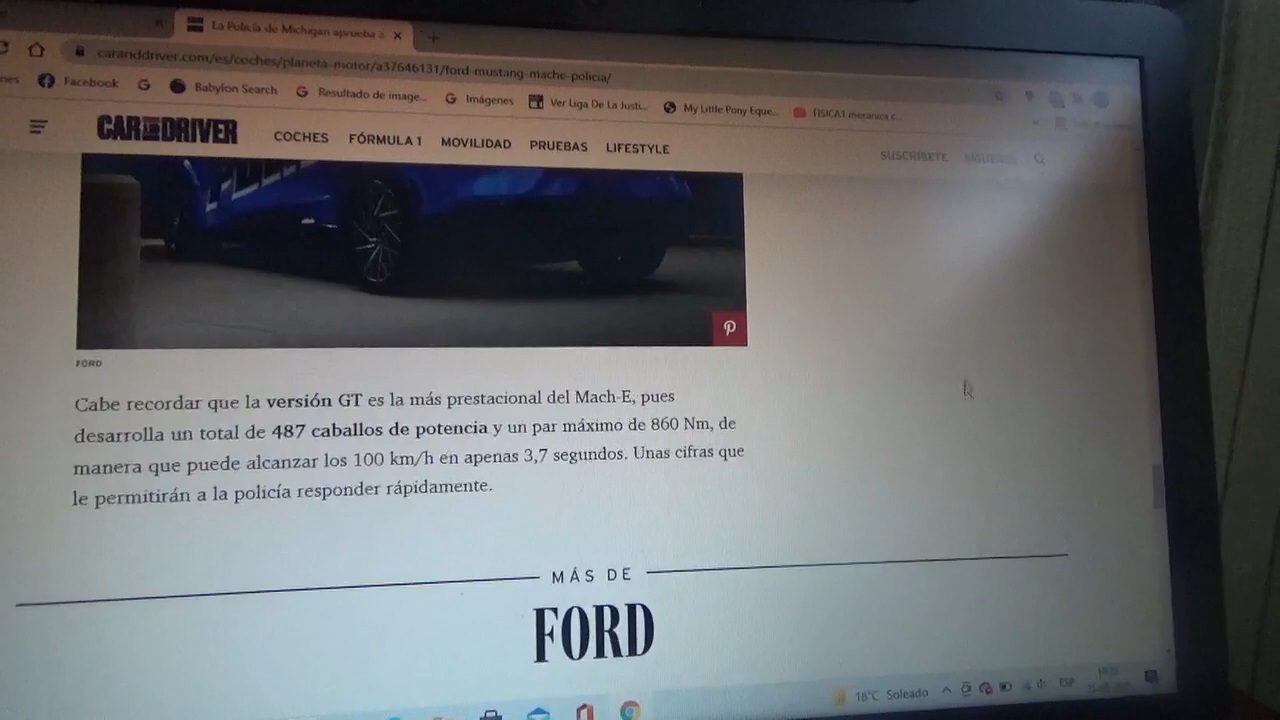 La Policía de Michigan aprueba
caranddriver.com/es/coches/planeta-motor/a37646131/ford-mustang-mache-policia/
Facebook
Babylon Search
Resultado de image...
Imágenes
Ver Liga De La Justi...
My Little Pony Eque...
FISICA1 mecanica c...
CAR AND DRIVER
COCHES
FÓRMULA 1
MOVILIDAD
PRUEBAS
LIFESTYLE
SUSCRÍBETE
FORD
Cabe recordar que la versión GT es la más prestacional del Mach-E, pues
desarrolla un total de 487 caballos de potencia y un par máximo de 860 Nm, de
manera que puede alcanzar los 100 km/h en apenas 3,7 segundos. Unas cifras que
le permitirán a la policía responder rápidamente.
MÁS DE
FORD
18°C Soleado
ESP